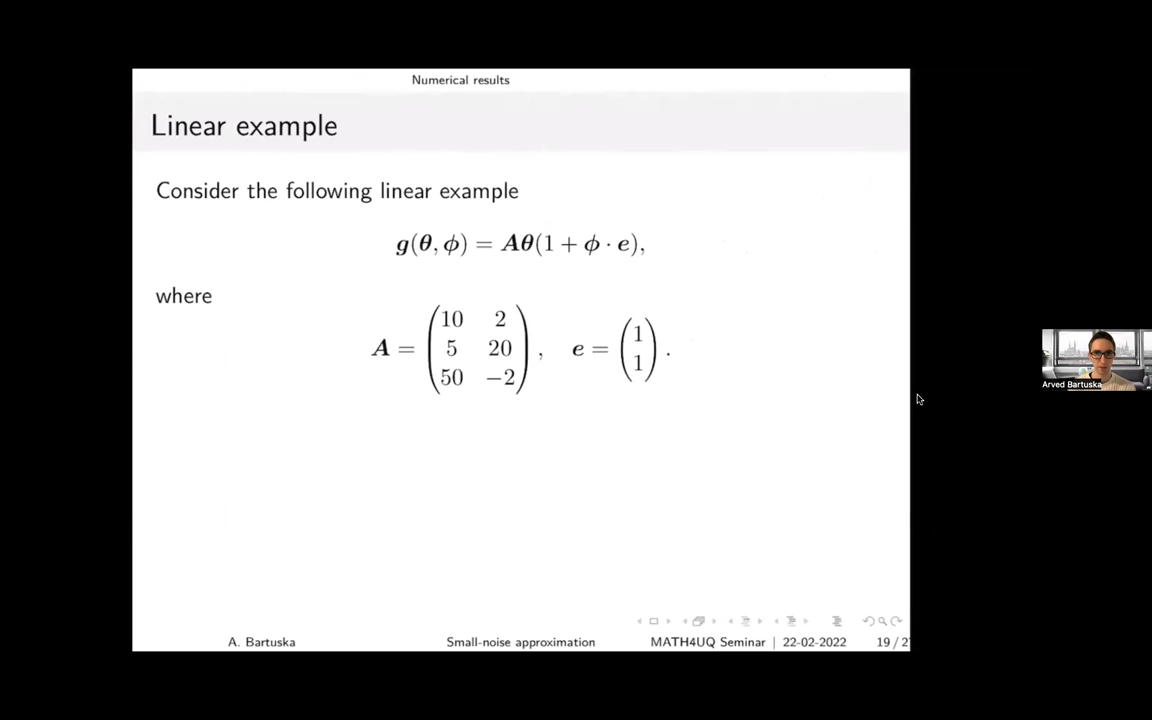 Numerical results
Linear example
Consider the following linear example
g(θ, ϕ) = Aθ(1 + ϕ · e),
where
A = (10 2
5 20
50 −2), e = (1
1).
Arved Bartuska
A. Bartuska Small-noise approximation MATH4UQ Seminar | 22-02-2022 19 / 2